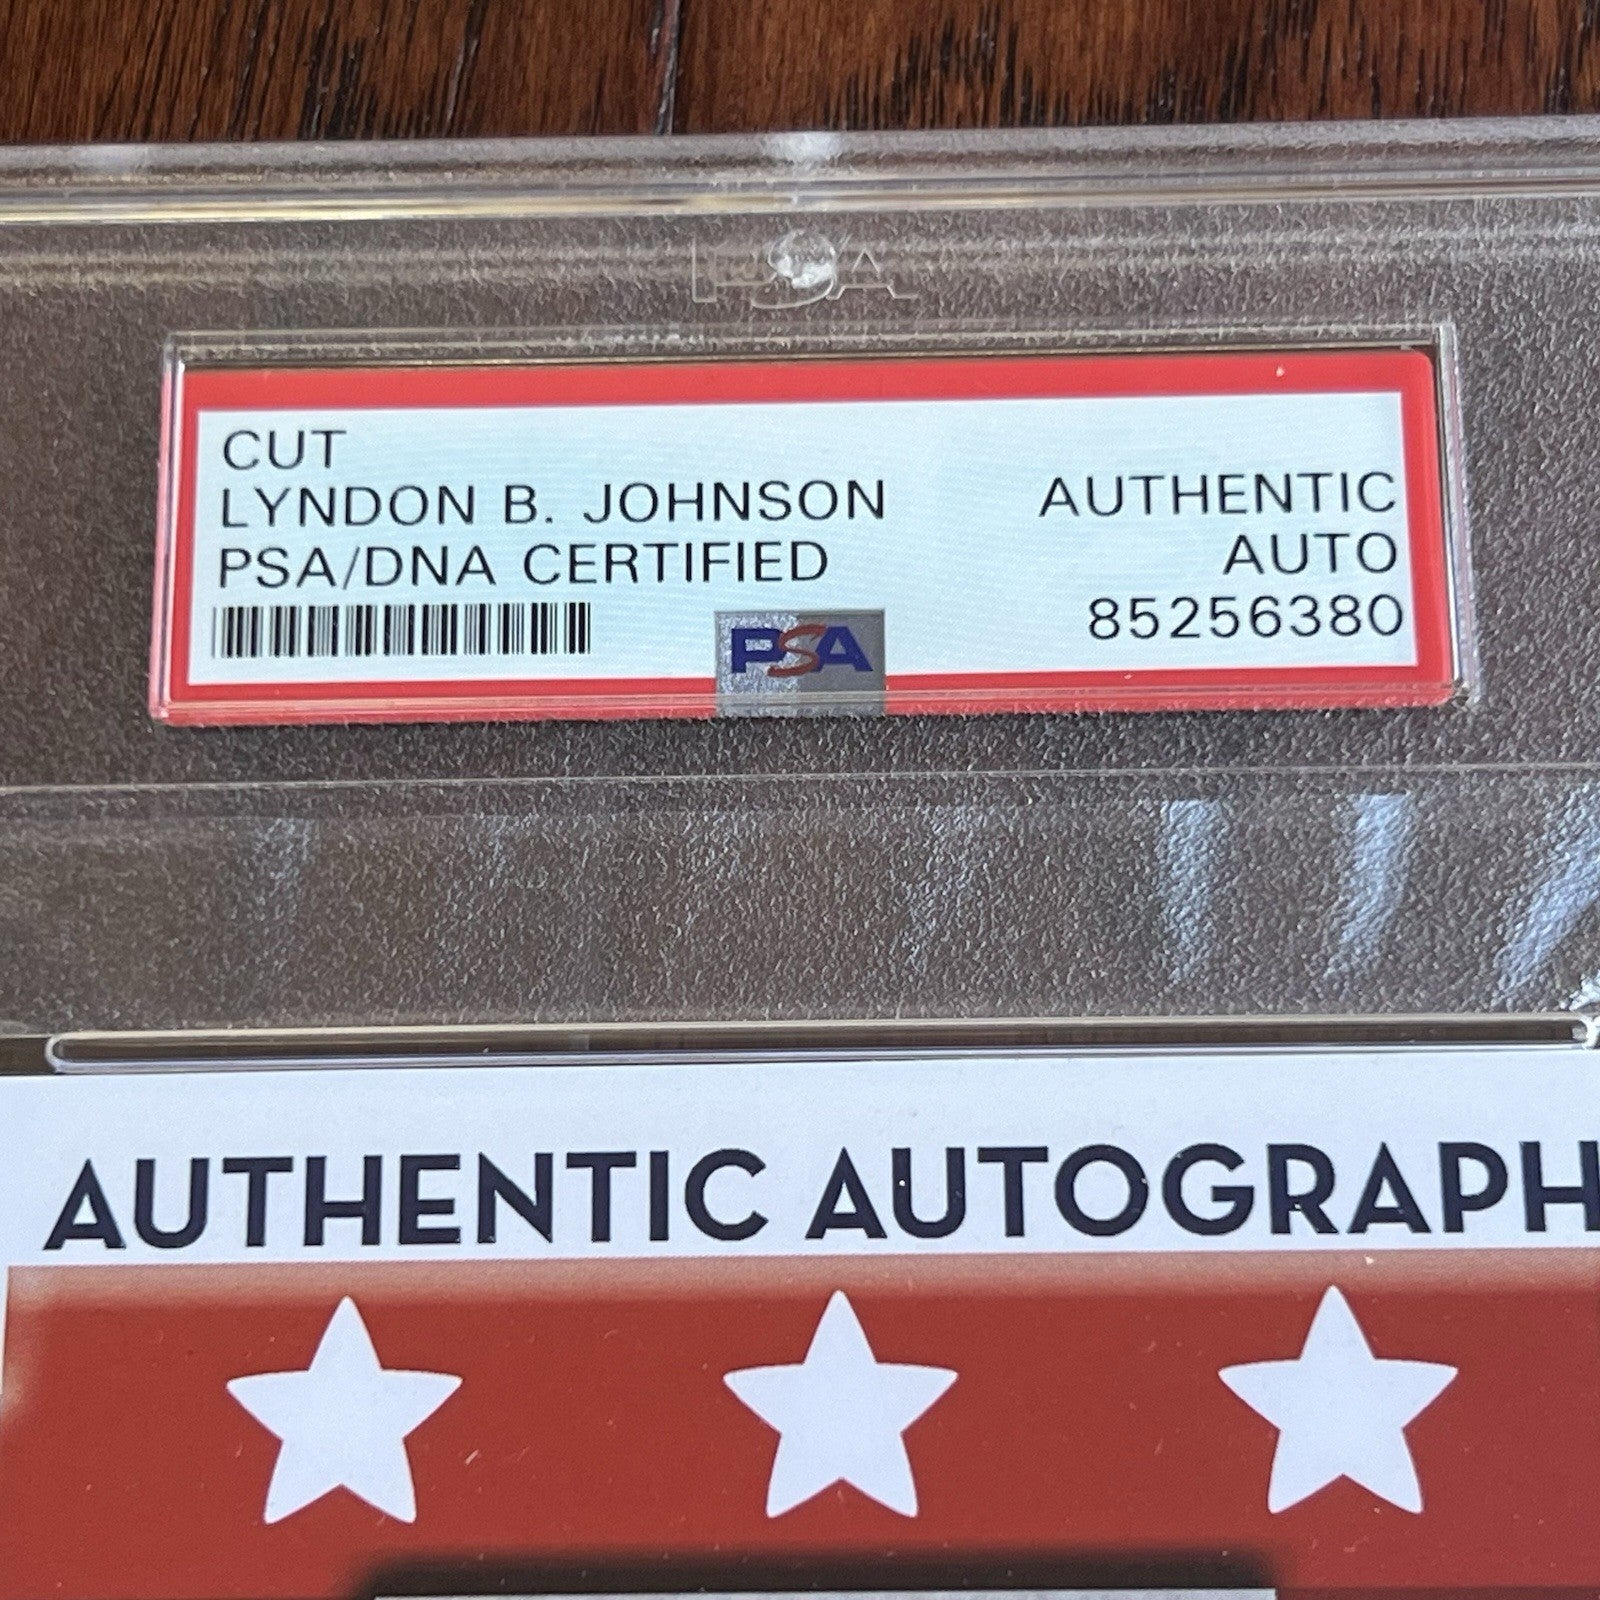 PSA
CUT
LYNDON B. JOHNSON
PSA/DNA CERTIFIED
AUTHENTIC
AUTO
85256380
PSA
AUTHENTIC AUTOGRAPH